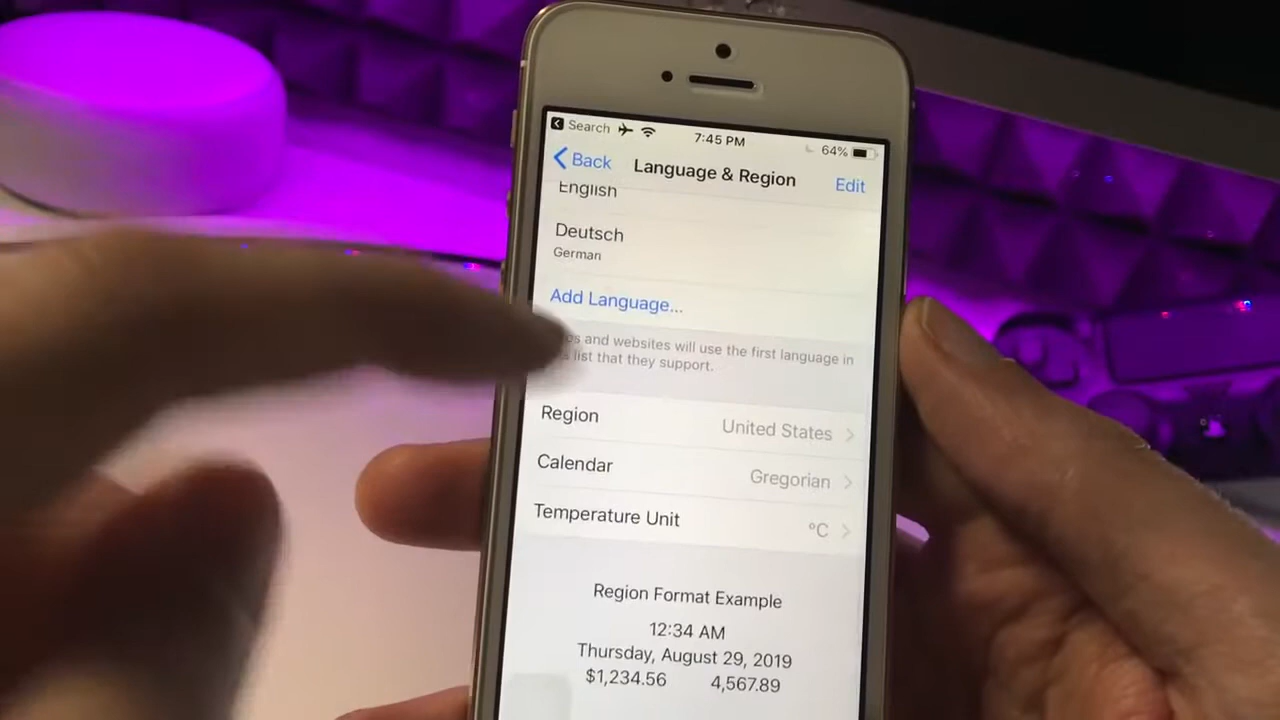 Search 7:45 PM 64%
Back Language & Region Edit
English
Deutsch
German
Add Language...
and websites will use the first language in
list that they support.
Region United States
Calendar Gregorian
Temperature Unit °C
Region Format Example
12:34 AM
Thursday, August 29, 2019
$1,234.56 4,567.89